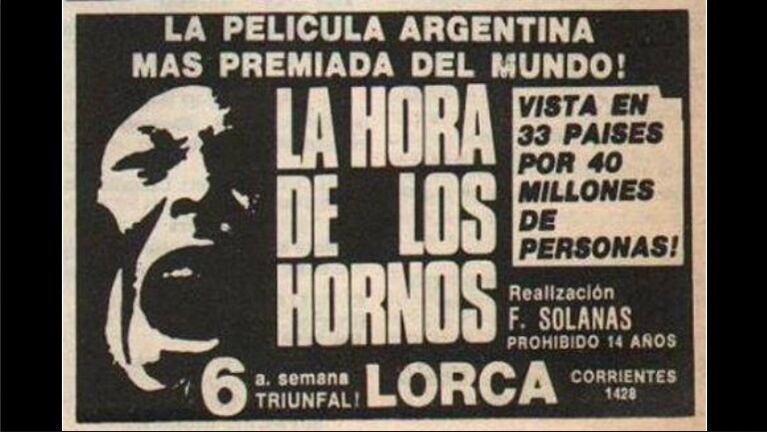 LA PELICULA ARGENTINA
MAS PREMIADA DEL MUNDO!
LA HORA
DE LOS
HORNOS
VISTA EN
33 PAISES
POR 40
MILLONES
DE
PERSONAS!
Realización
F. SOLANAS
PROHIBIDO 14 AÑOS
6 a. semana
TRIUNFAL!
LORCA
CORRIENTES
1428